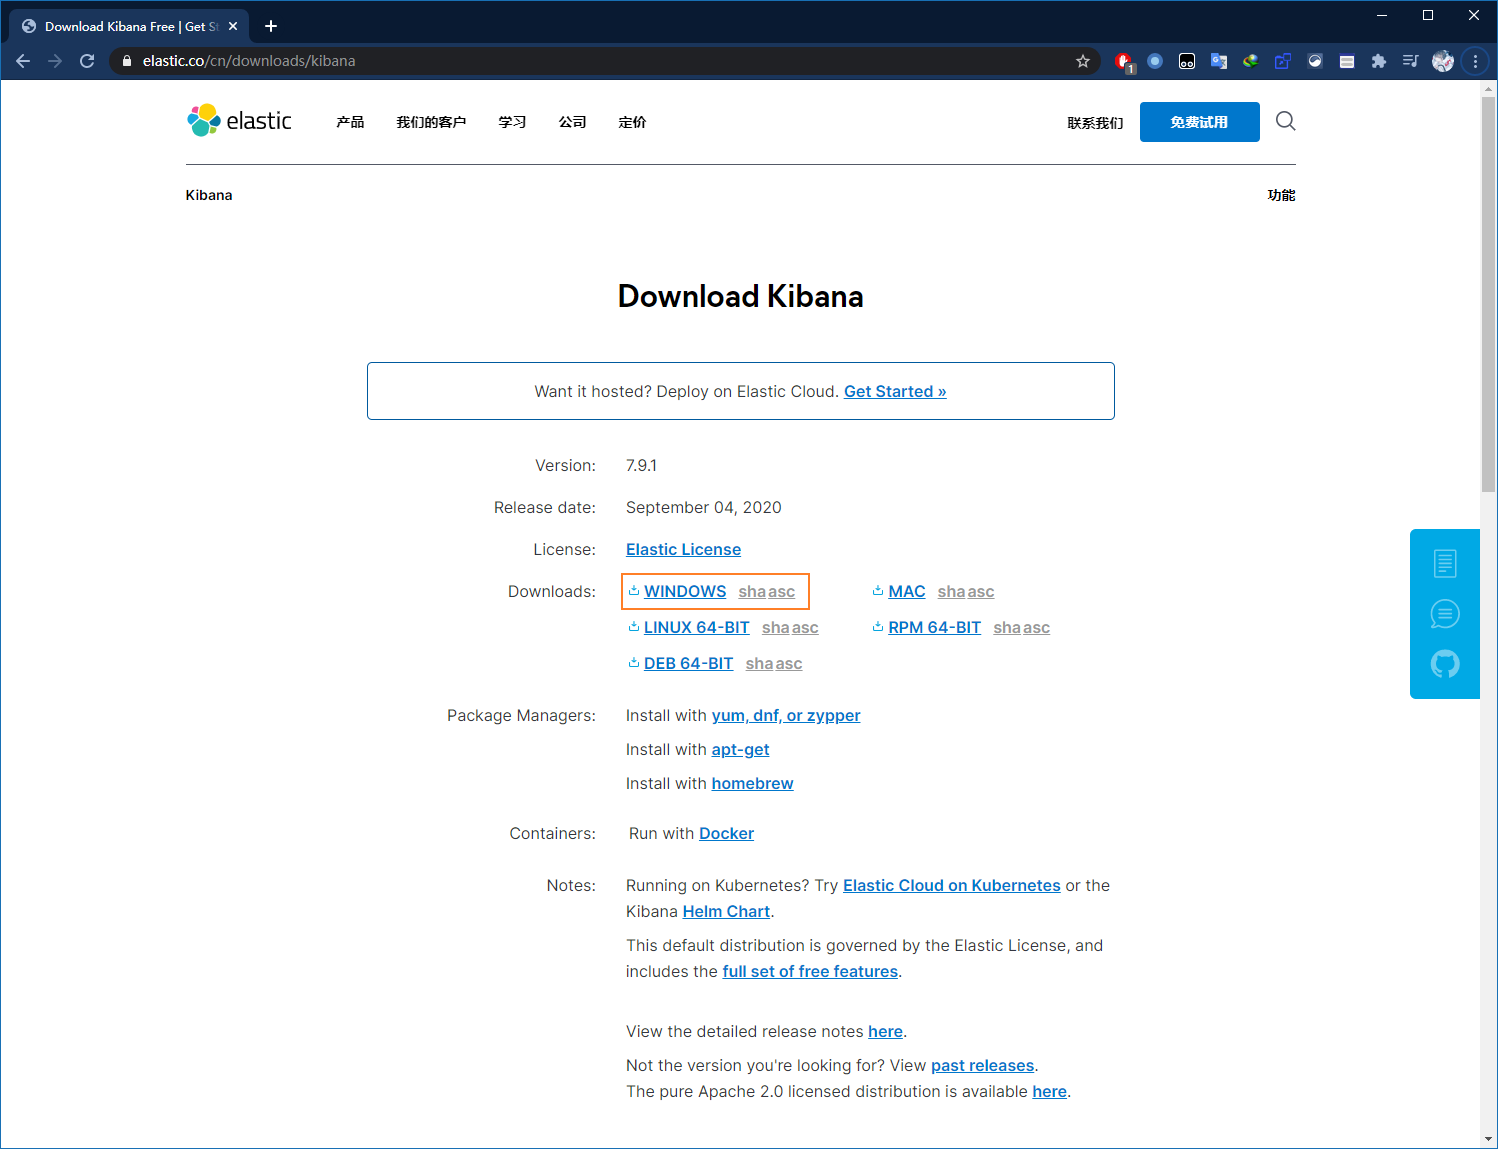 Download Kibana Free | Get St
elastic.co/cn/downloads/kibana
1
elastic 产品 我们的客户 学习 公司 定价 联系我们 免费试用
Kibana 功能
Download Kibana
Want it hosted? Deploy on Elastic Cloud. Get Started »
Version: 7.9.1
Release date: September 04, 2020
License: Elastic License
Downloads: WINDOWS sha asc MAC sha asc
LINUX 64-BIT sha asc RPM 64-BIT sha asc
DEB 64-BIT sha asc
Package Managers: Install with yum, dnf, or zypper
Install with apt-get
Install with homebrew
Containers: Run with Docker
Notes: Running on Kubernetes? Try Elastic Cloud on Kubernetes or the
Kibana Helm Chart.
This default distribution is governed by the Elastic License, and
includes the full set of free features.
View the detailed release notes here.
Not the version you're looking for? View past releases.
The pure Apache 2.0 licensed distribution is available here.